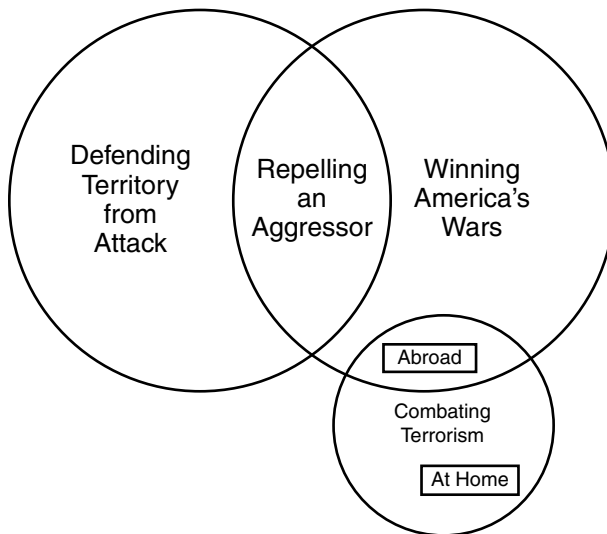 Defending
Territory
from
Attack
Repelling
an
Aggressor
Winning
America's
Wars
Abroad
Combating
Terrorism
At Home